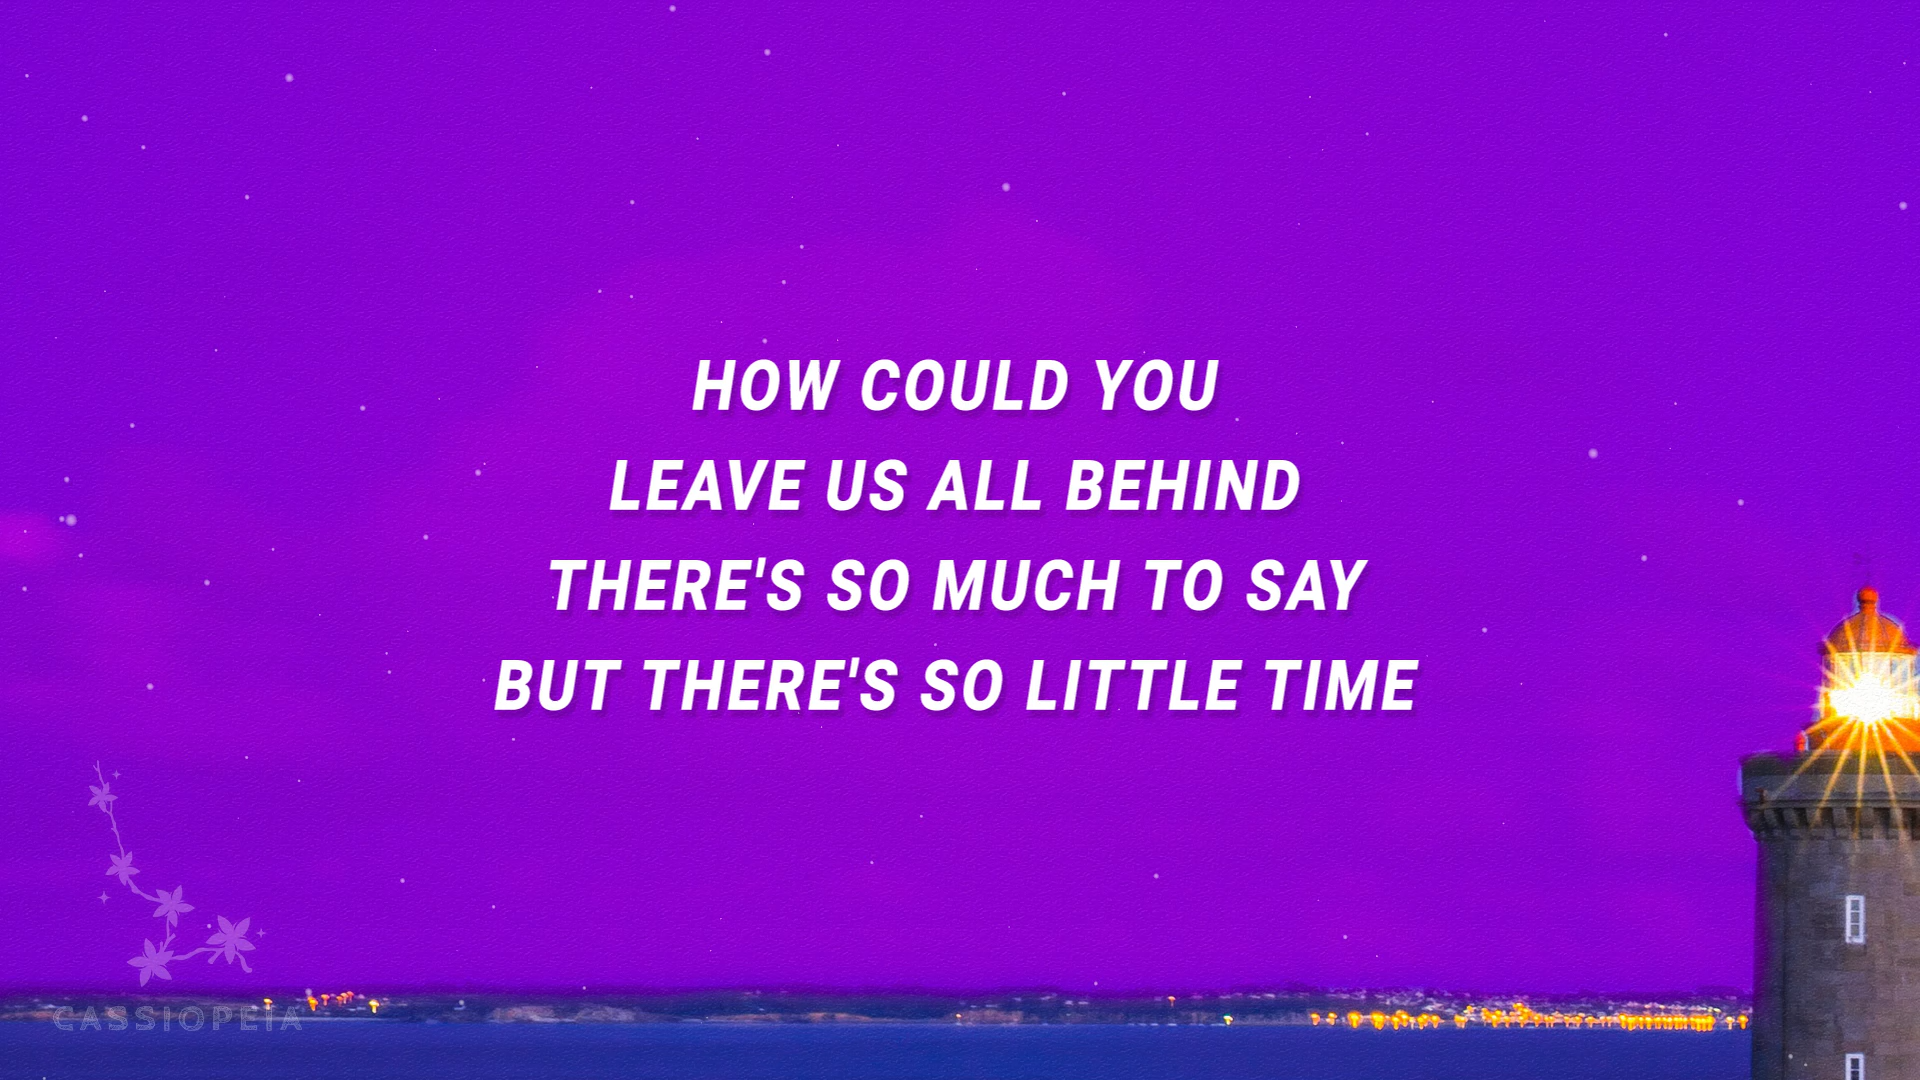 HOW COULD YOU
LEAVE US ALL BEHIND
THERE'S SO MUCH TO SAY
BUT THERE'S SO LITTLE TIME
CASSIOPEIA